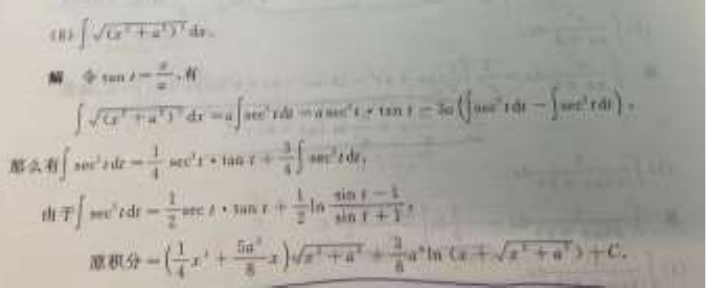 (8) ∫√(x²+a²)³ dx.
解 令 tan t = x/a, 有
∫√(x²+a²)³ dx = a∫sec⁵t dt = a sec³t · tan t − 3a(∫sec⁵t dt − ∫sec³t dt),
那么有∫sec⁵t dt = 1/4 sec³t · tan t + 3/4 ∫sec³t dt,
由于∫sec³t dt = 1/2 sec t · tan t + 1/2 ln (sin t − 1)/(sin t + 1),
原积分 = (1/4 x³ + 5a²/8 x)√(x²+a²) + 3/8 a⁴ ln (x + √(x²+a²)) + C.